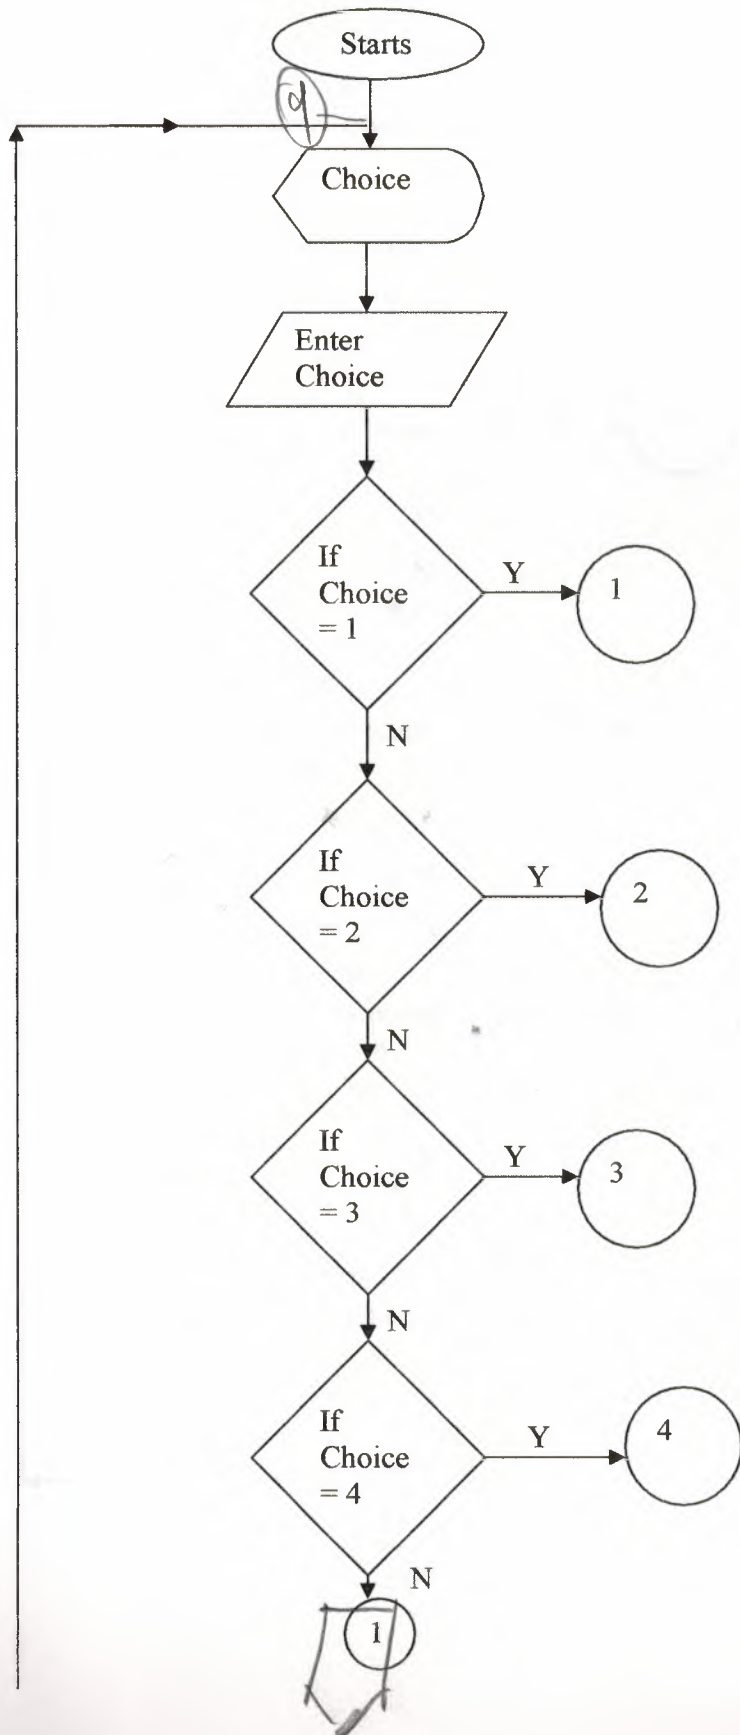 Starts
Choice
Enter
Choice
If
Choice
= 1
Y
1
N
If
Choice
= 2
Y
2
N
If
Choice
= 3
Y
3
N
If
Choice
= 4
Y
4
N
1